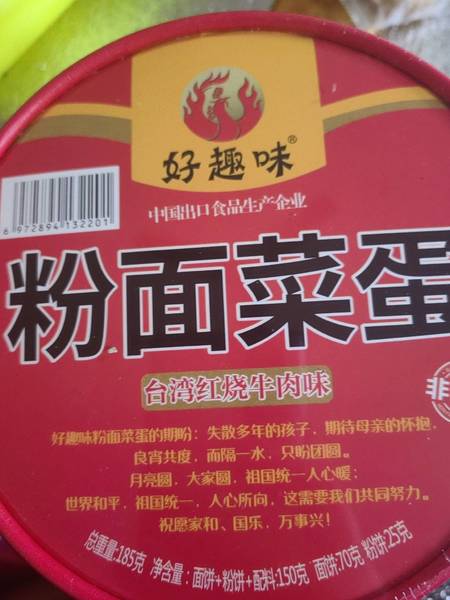 好趣味®
中国出口食品生产企业
6 972894 132201
粉面菜蛋
台湾红烧牛肉味
非
好趣味粉面菜蛋的期盼：失散多年的孩子，期待母亲的怀抱，
良宵共度，而隔一水，只盼团圆。
月亮圆，大家圆，祖国统一人心暖；
世界和平，祖国统一，人心所向，这需要我们共同努力。
祝愿家和、国乐，万事兴！
总重量:185克 净含量：面饼+粉饼+配料:150克 面饼:70克 粉饼:25克